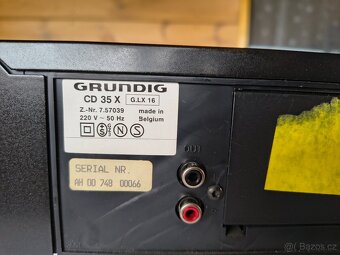 GRUNDIG
CD 35 X G.LX 16
Z.-Nr. 7.57039 made in
220 V ~ 50 Hz Belgium
N S
SERIAL NR.
AH 00 748 00066
OUT
L
R
Bazos.cz